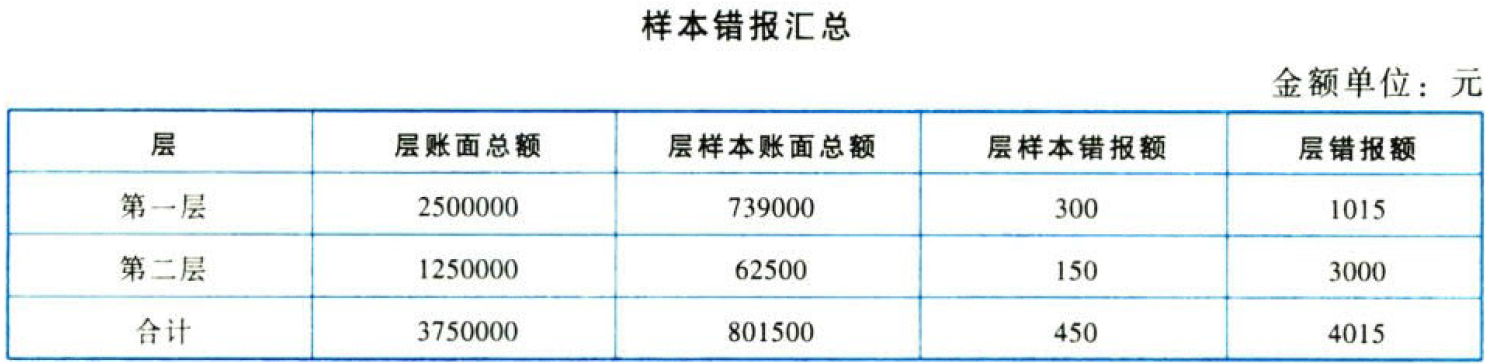 样本错报汇总
金额单位：元
层 层账面总额 层样本账面总额 层样本错报额 层错报额
第一层 2500000 739000 300 1015
第二层 1250000 62500 150 3000
合计 3750000 801500 450 4015